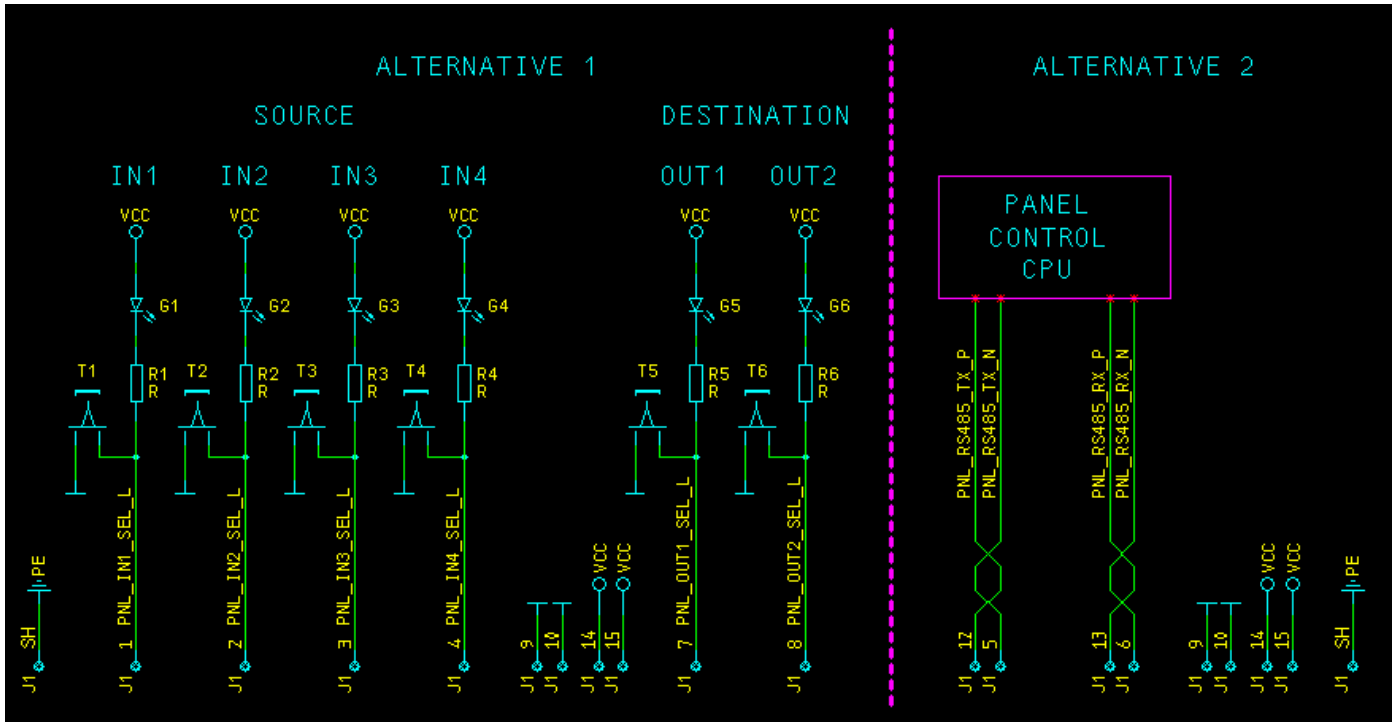 ALTERNATIVE 1
ALTERNATIVE 2
SOURCE
DESTINATION
IN1
IN2
IN3
IN4
OUT1
OUT2
VCC
VCC
VCC
VCC
VCC
VCC
PANEL
CONTROL
CPU
G1
G2
G3
G4
G5
G6
T1
R1
R
T2
R2
R
T3
R3
R
T4
R4
R
T5
R5
R
T6
R6
R
PNL_RS485_TX_P
PNL_RS485_TX_N
PNL_RS485_RX_P
PNL_RS485_RX_N
PE
SH
J1
1 PNL_IN1_SEL_L
J1
2 PNL_IN2_SEL_L
J1
3 PNL_IN3_SEL_L
J1
4 PNL_IN4_SEL_L
J1
9
J1
10
VCC
14
J1
VCC
15
J1
7 PNL_OUT1_SEL_L
J1
8 PNL_OUT2_SEL_L
J1
12
J1
5
J1
13
J1
6
J1
9
J1
10
VCC
14
J1
VCC
15
J1
PE
SH
J1